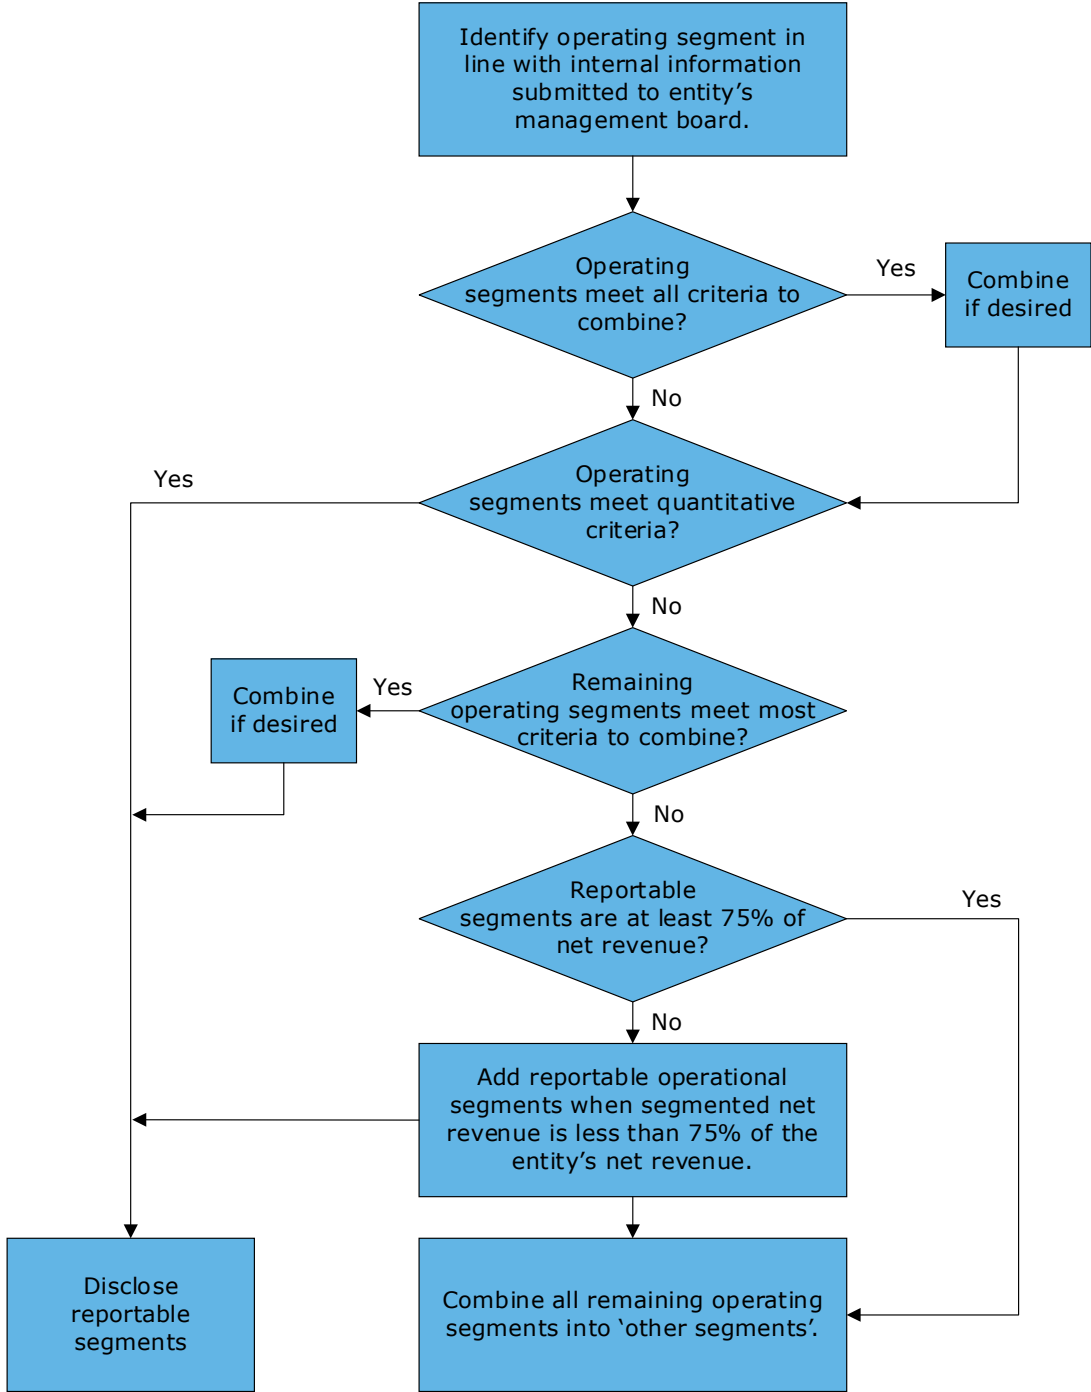 Identify operating segment in
line with internal information
submitted to entity’s
management board.
Operating
segments meet all criteria to
combine?
Yes
Combine
if desired
No
Operating
segments meet quantitative
criteria?
Yes
No
Remaining
operating segments meet most
criteria to combine?
Yes
Combine
if desired
No
Reportable
segments are at least 75% of
net revenue?
Yes
No
Add reportable operational
segments when segmented net
revenue is less than 75% of the
entity’s net revenue.
Disclose
reportable
segments
Combine all remaining operating
segments into ‘other segments’.